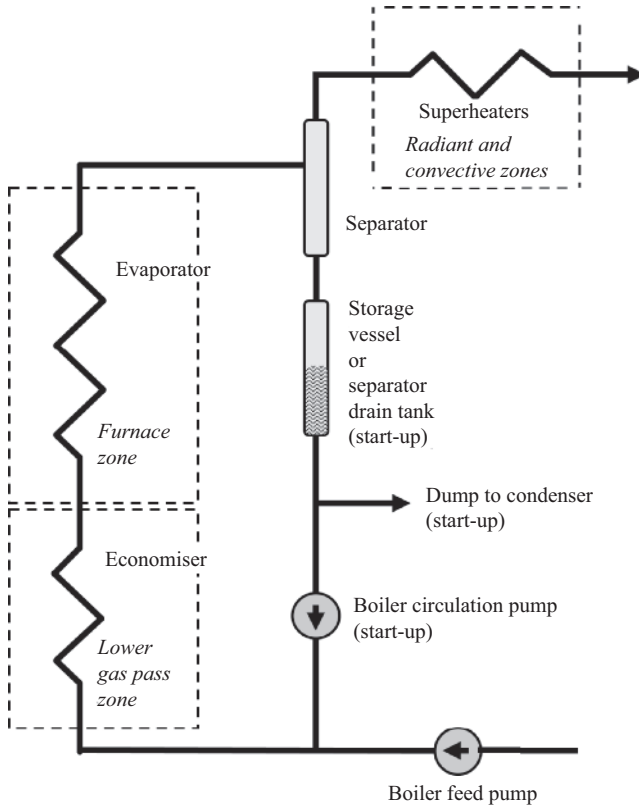 Superheaters
Radiant and
convective zones
Separator
Evaporator
Storage
vessel
or
separator
drain tank
(start-up)
Furnace
zone
Dump to condenser
(start-up)
Economiser
Boiler circulation pump
(start-up)
Lower
gas pass
zone
Boiler feed pump